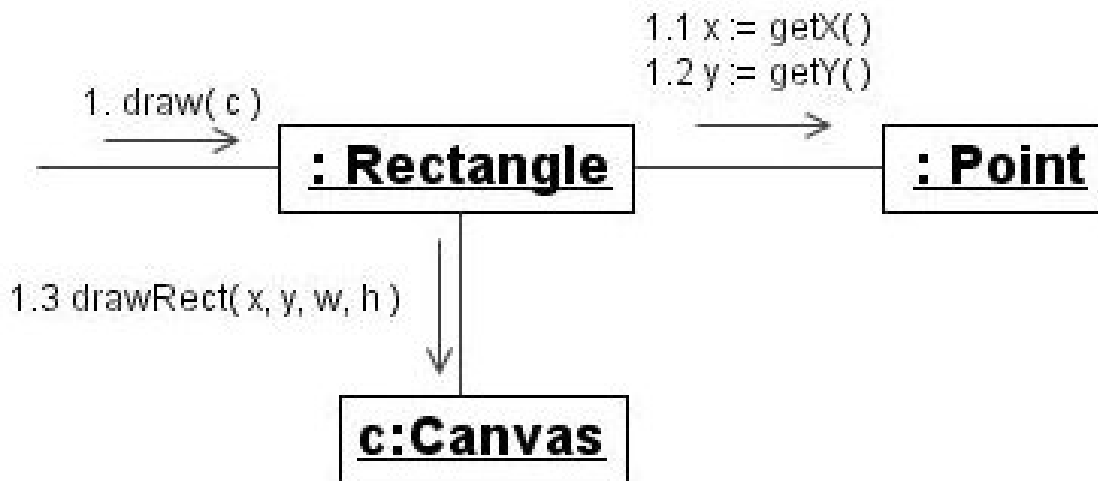 1.1 x := getX( )
1.2 y := getY( )
1. draw( c )
: Rectangle
: Point
1.3 drawRect( x, y, w, h )
c:Canvas